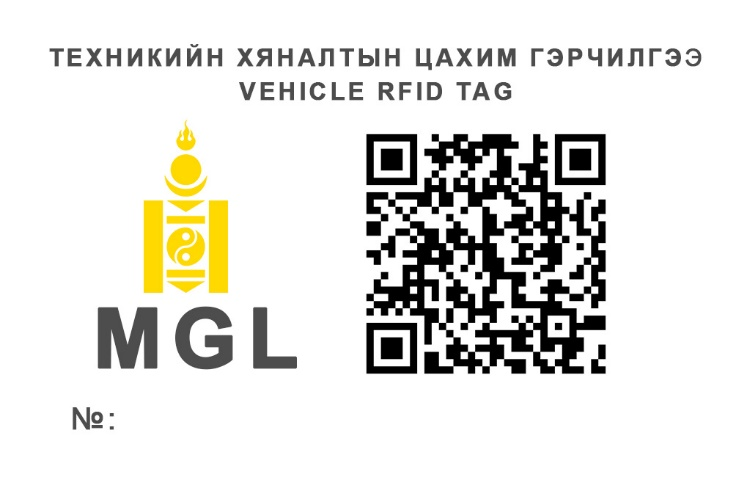 ТЕХНИКИЙН ХЯНАЛТЫН ЦАХИМ ГЭРЧИЛГЭЭ
VEHICLE RFID TAG
MGL
№: